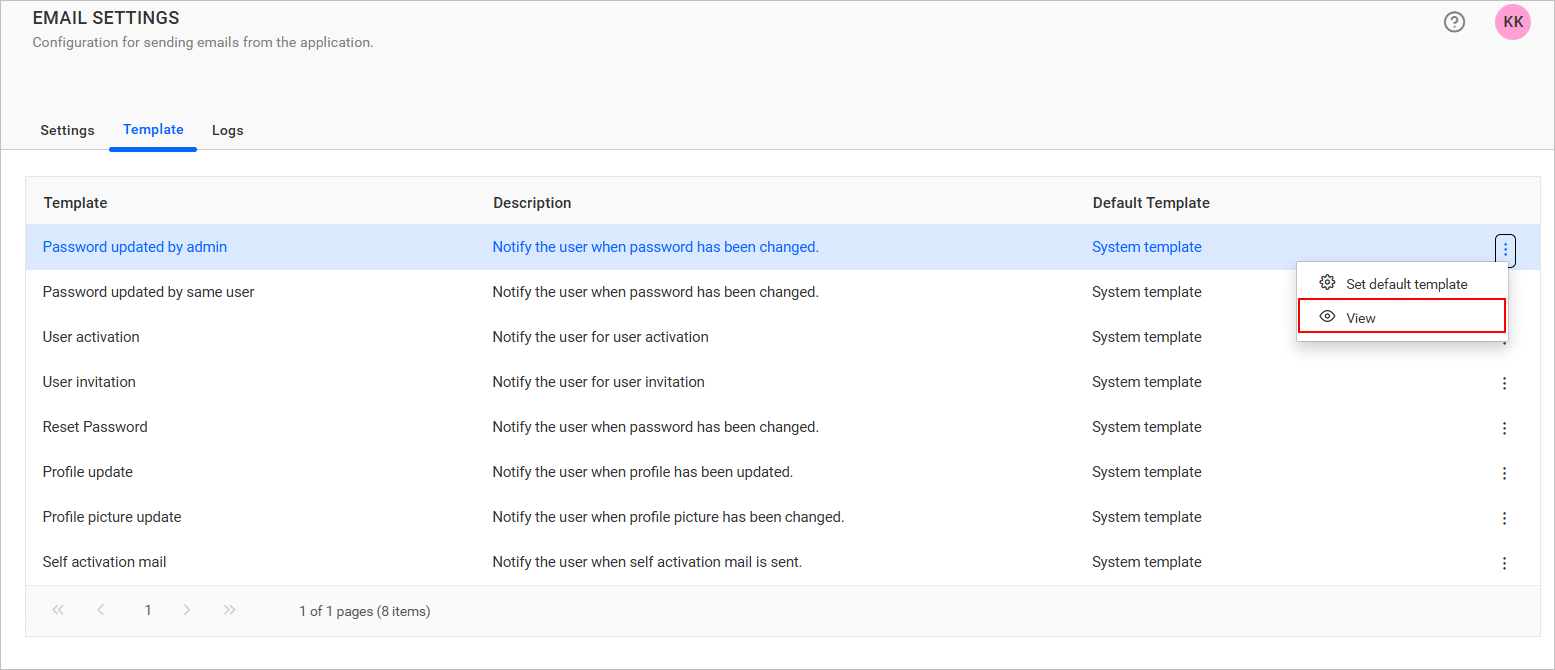 EMAIL SETTINGS
KK
Configuration for sending emails from the application.
Settings Template Logs
Template Description Default Template
Password updated by admin Notify the user when password has been changed. System template
Set default template
Password updated by same user Notify the user when password has been changed. System template
View
User activation Notify the user for user activation System template
User invitation Notify the user for user invitation System template
Reset Password Notify the user when password has been changed. System template
Profile update Notify the user when profile has been updated. System template
Profile picture update Notify the user when profile picture has been changed. System template
Self activation mail Notify the user when self activation mail is sent. System template
1 1 of 1 pages (8 items)